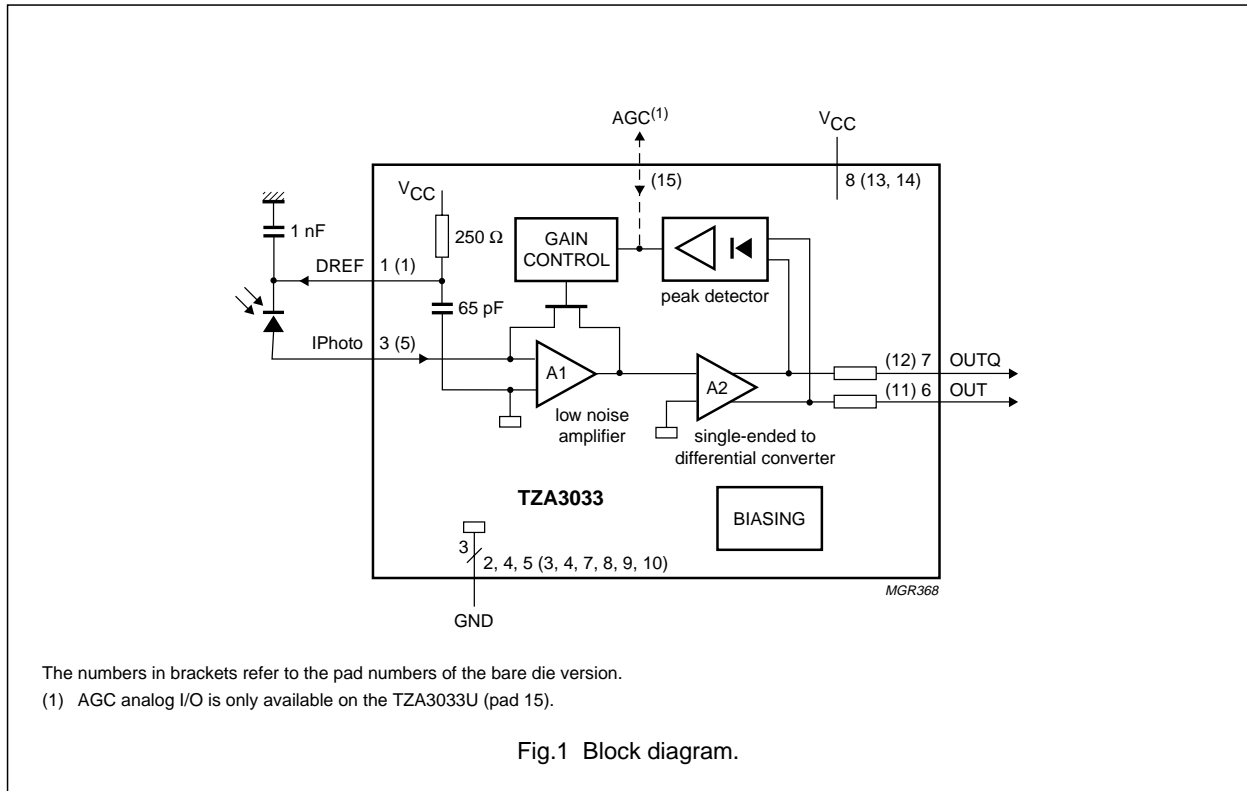 AGC(1)
VCC
(15)
8 (13, 14)
VCC
1 nF
250 Ω
GAIN
CONTROL
DREF
1 (1)
peak detector
65 pF
IPhoto
3 (5)
A1
A2
(12) 7
OUTQ
(11) 6
OUT
low noise
amplifier
single-ended to
differential converter
TZA3033
BIASING
3
2, 4, 5 (3, 4, 7, 8, 9, 10)
MGR368
GND
The numbers in brackets refer to the pad numbers of the bare die version.
(1) AGC analog I/O is only available on the TZA3033U (pad 15).
Fig.1 Block diagram.